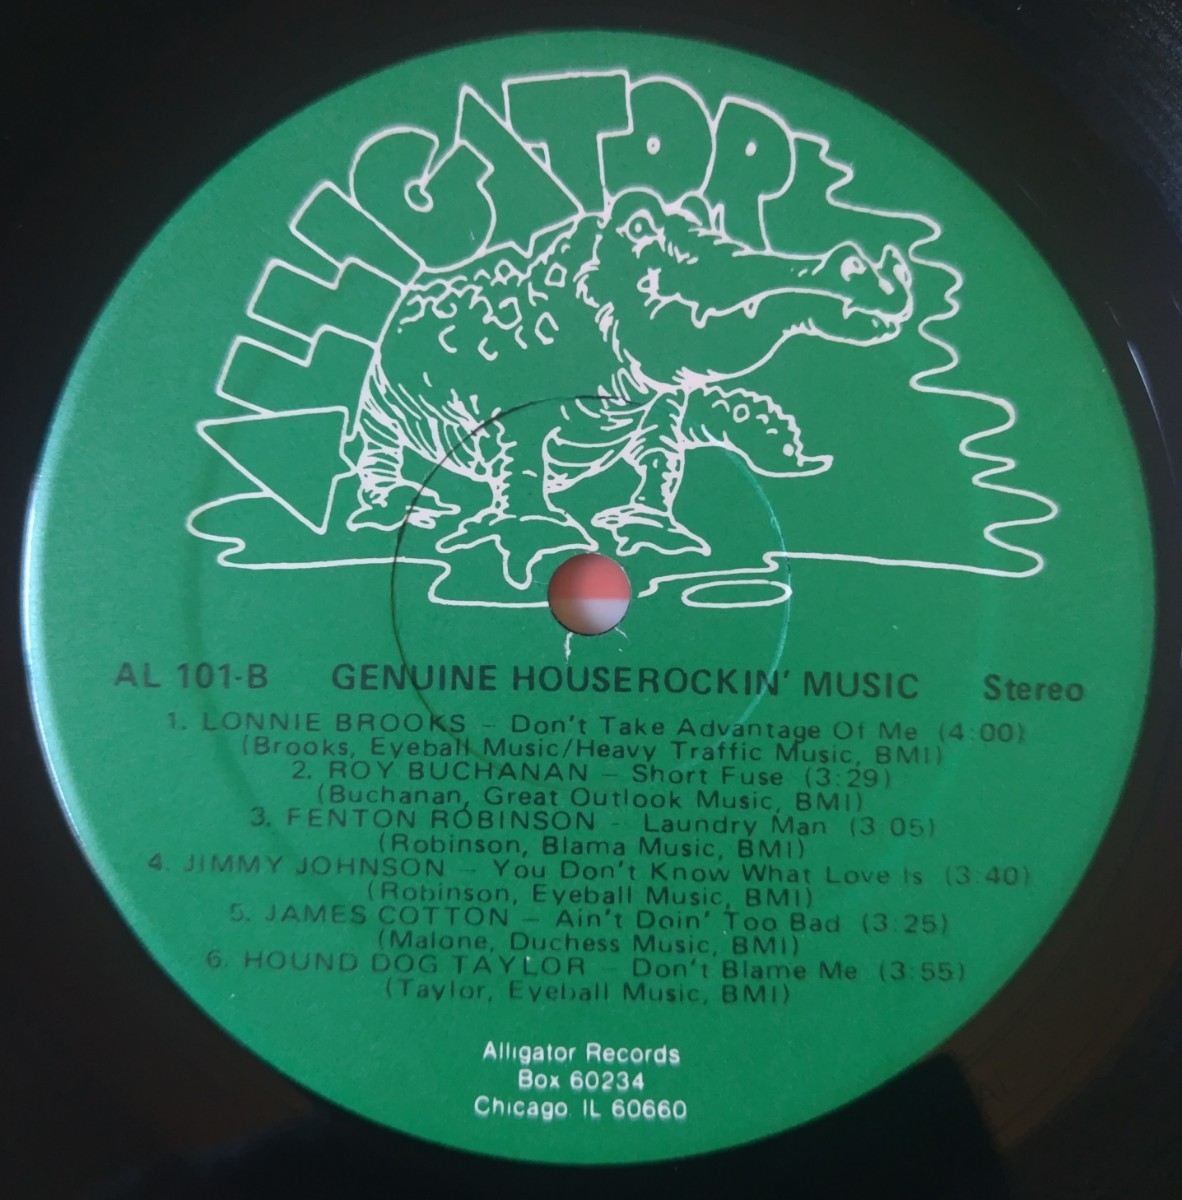 ALLIGATOR
AL 101-B GENUINE HOUSEROCKIN' MUSIC Stereo
1. LONNIE BROOKS – Don't Take Advantage Of Me (4:00)
(Brooks, Eyeball Music/Heavy Traffic Music, BMI)
2. ROY BUCHANAN – Short Fuse (3:29)
(Buchanan, Great Outlook Music, BMI)
3. FENTON ROBINSON – Laundry Man (3:05)
(Robinson, Blama Music, BMI)
4. JIMMY JOHNSON – You Don't Know What Love Is (3:40)
(Robinson, Eyeball Music, BMI)
5. JAMES COTTON – Ain't Doin' Too Bad (3:25)
(Malone, Duchess Music, BMI)
6. HOUND DOG TAYLOR – Don't Blame Me (3:55)
(Taylor, Eyeball Music, BMI)
Alligator Records
Box 60234
Chicago IL 60660